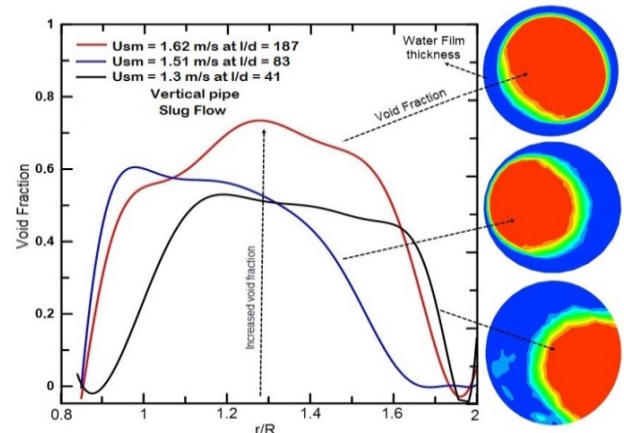 Usm = 1.62 m/s at l/d = 187
Usm = 1.51 m/s at l/d = 83
Usm = 1.3 m/s at l/d = 41
Vertical pipe
Slug Flow
Water Film
thickness
Void Fraction
Increased void fraction
Void Fraction
1
0.8
0.6
0.4
0.2
0
0.8
1
1.2
1.4
1.6
1.8
2
r/R